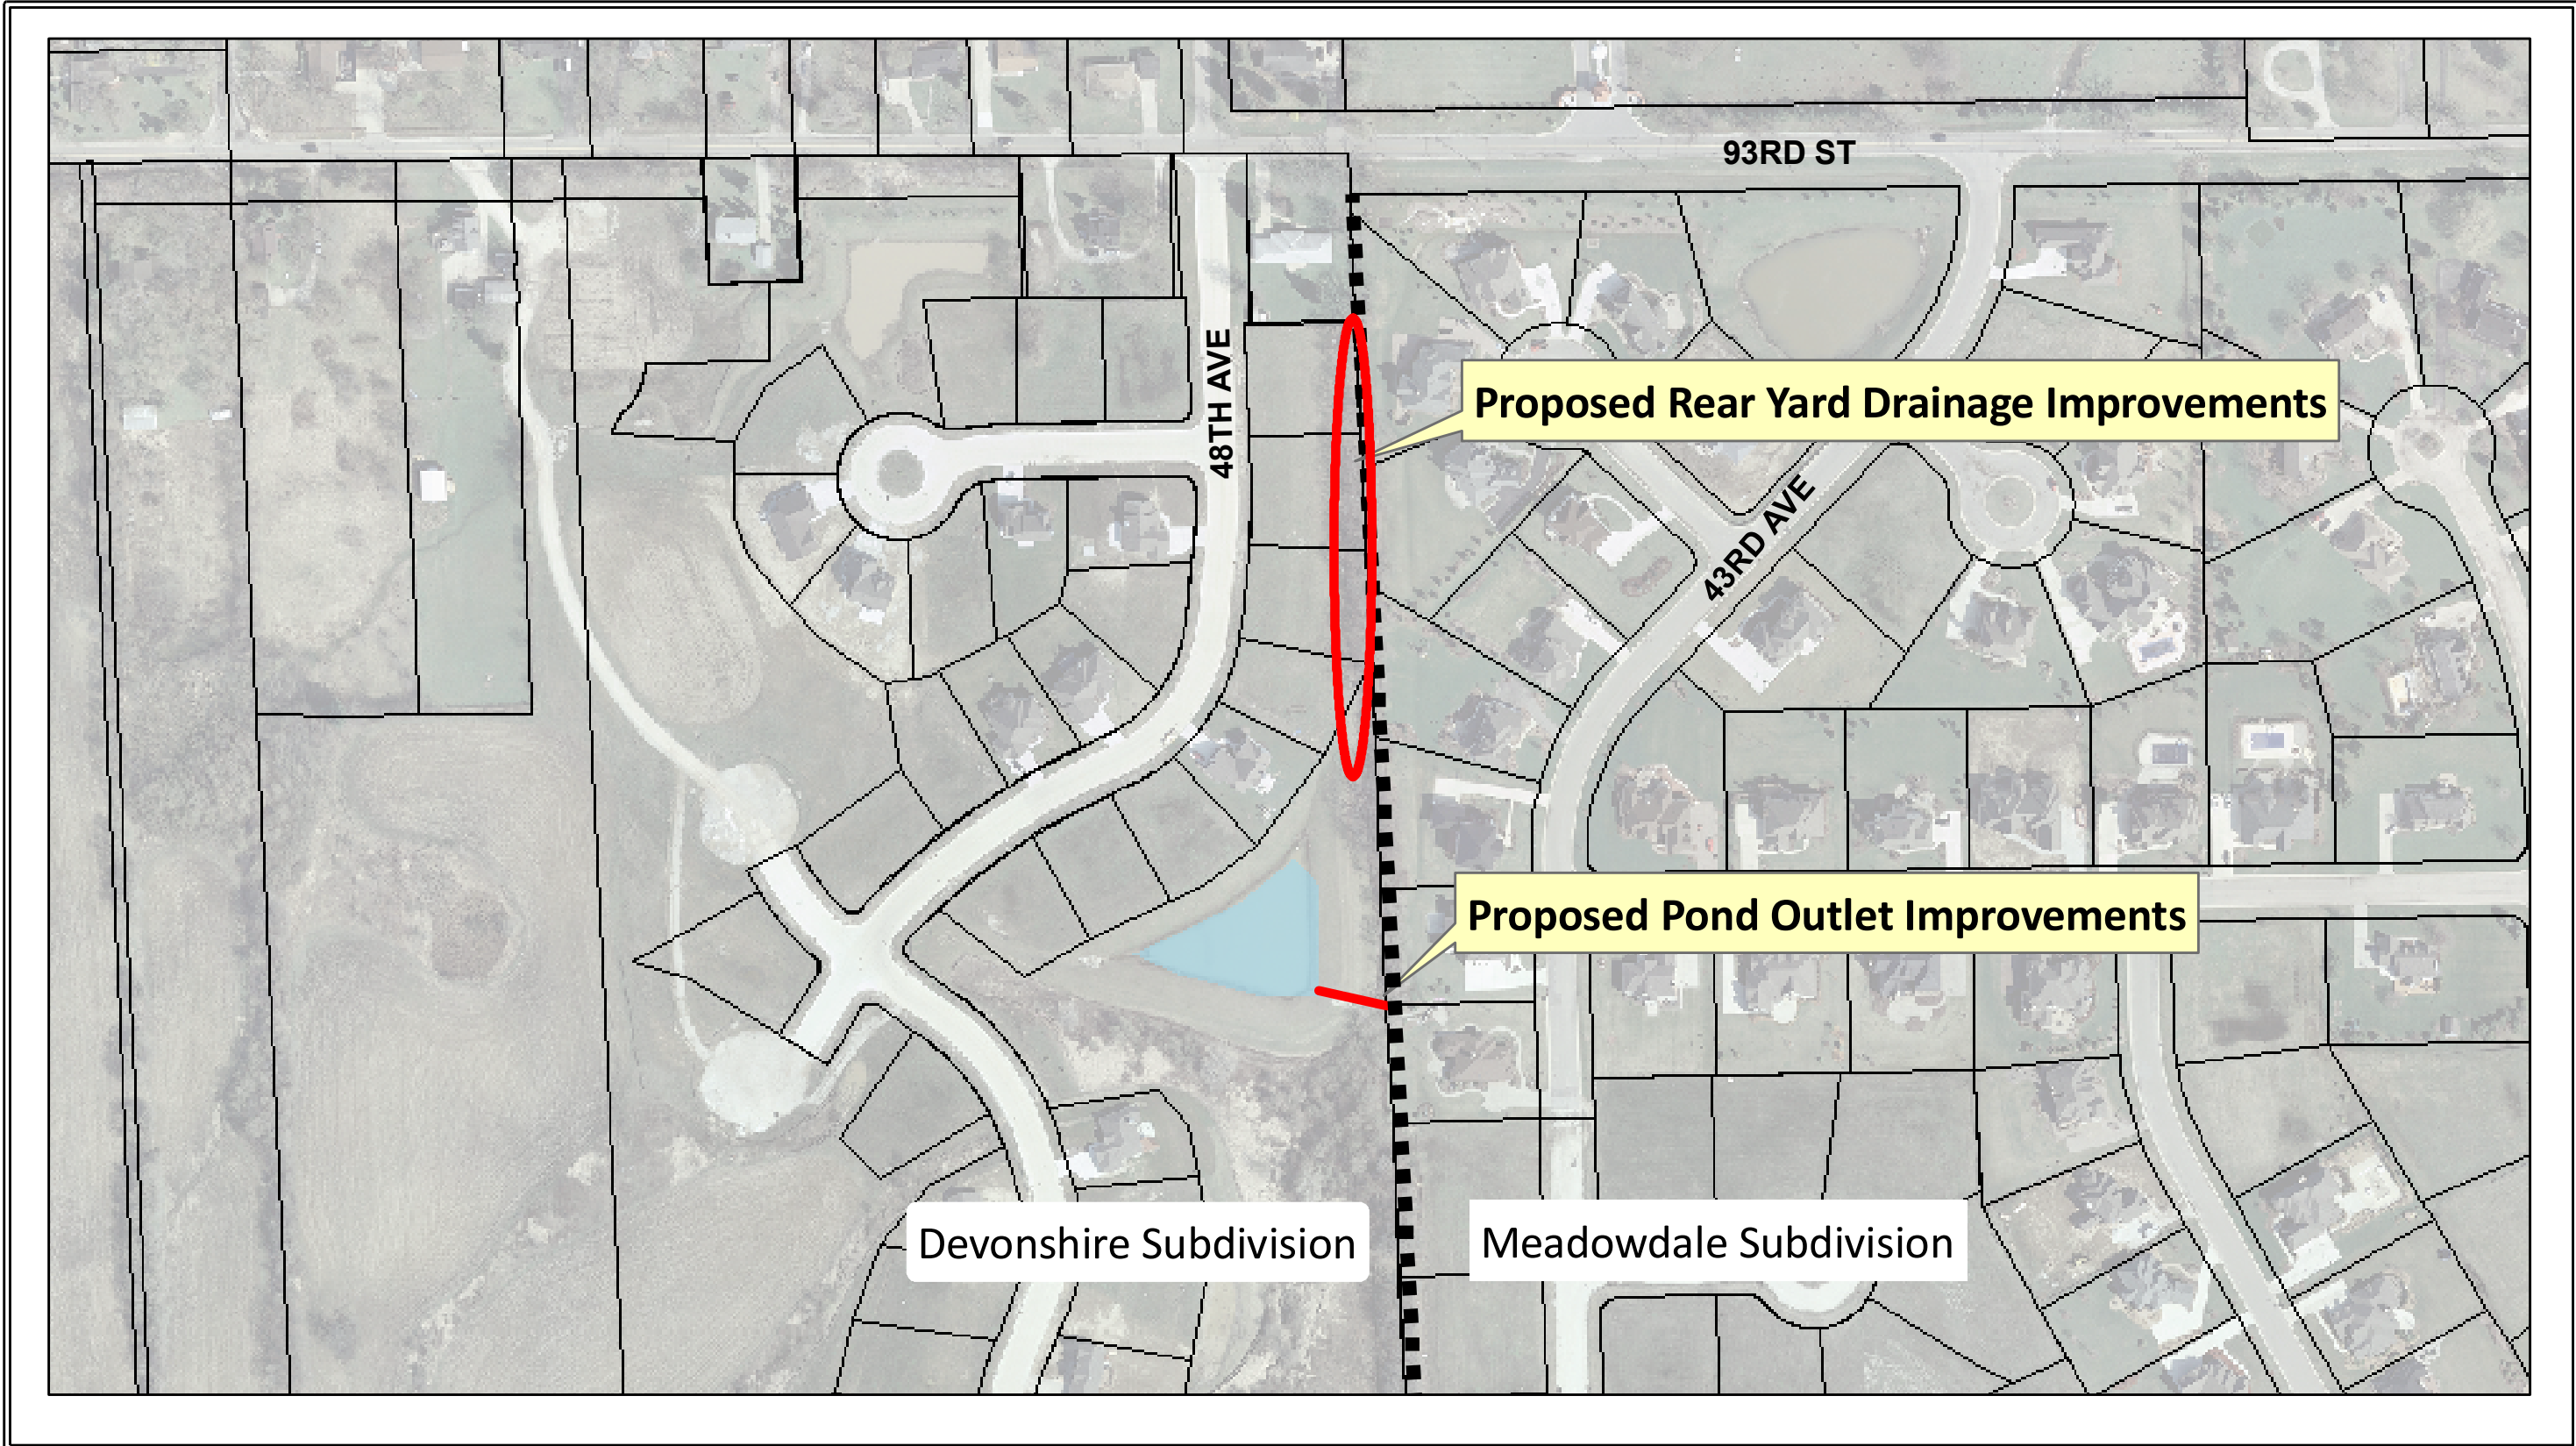 93RD ST
48TH AVE
Proposed Rear Yard Drainage Improvements
43RD AVE
Proposed Pond Outlet Improvements
Devonshire Subdivision
Meadowdale Subdivision